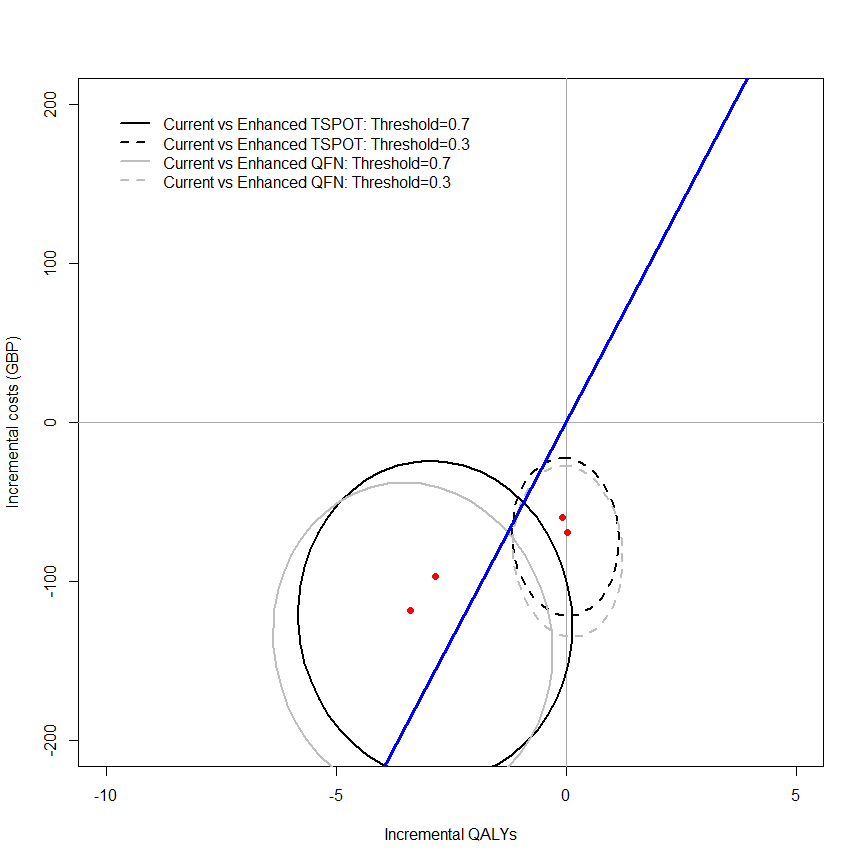 200
Current vs Enhanced TSPOT: Threshold=0.7
Current vs Enhanced TSPOT: Threshold=0.3
Current vs Enhanced QFN: Threshold=0.7
Current vs Enhanced QFN: Threshold=0.3
100
Incremental costs (GBP)
0
-100
-200
-10 -5 0 5
Incremental QALYs